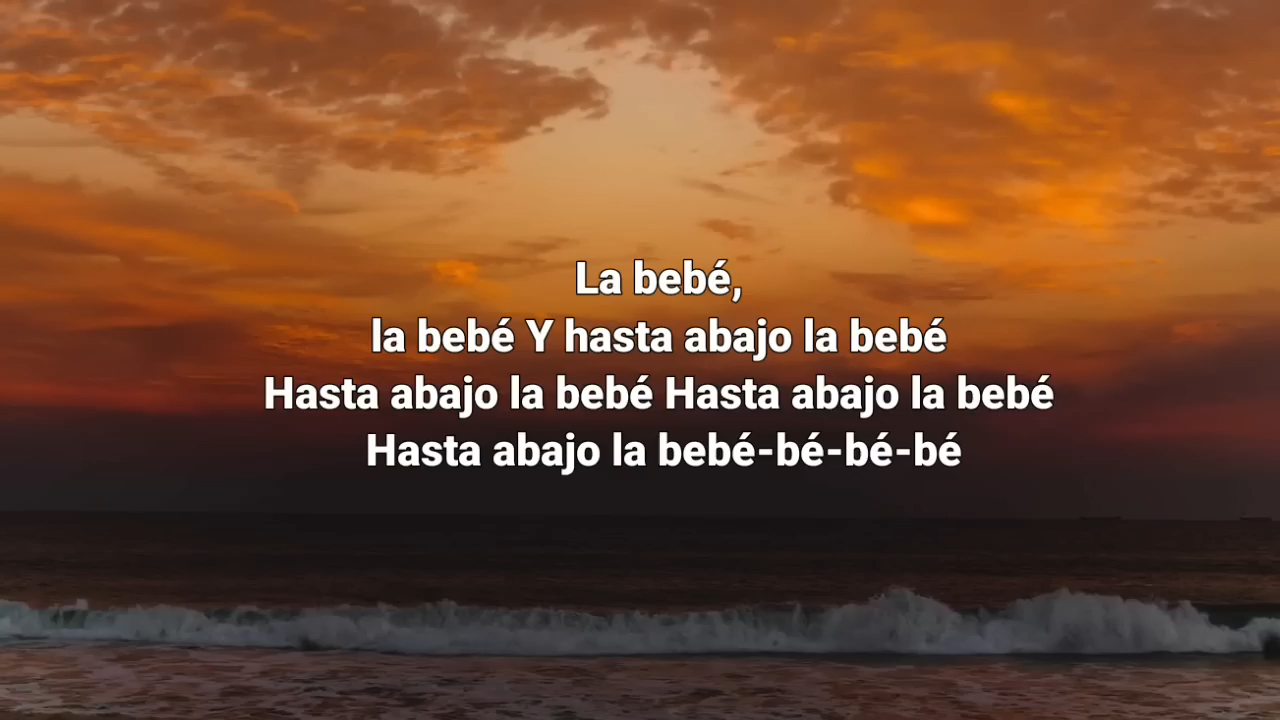 La bebé,
la bebé Y hasta abajo la bebé
Hasta abajo la bebé Hasta abajo la bebé
Hasta abajo la bebé-bé-bé-bé